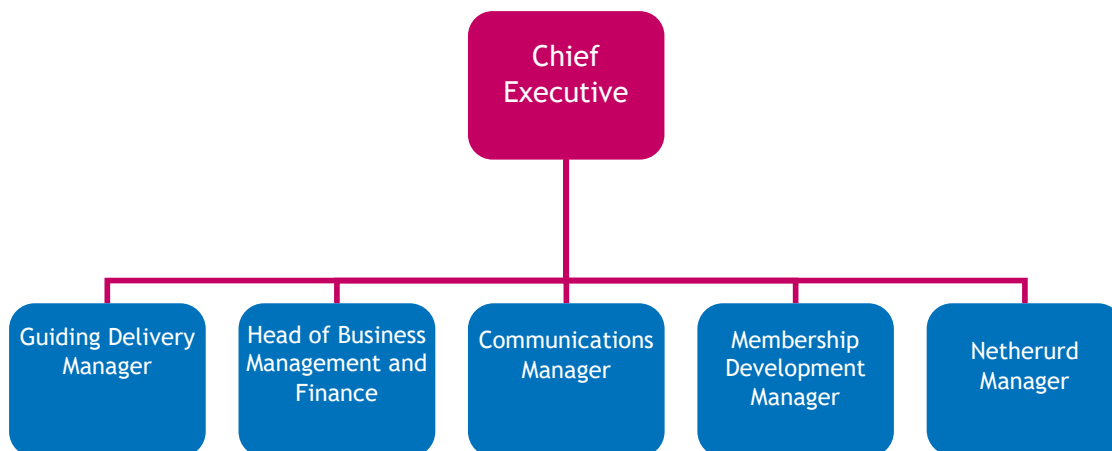 Chief
Executive
Guiding Delivery
Manager
Head of Business
Management and
Finance
Communications
Manager
Membership
Development
Manager
Netherurd
Manager